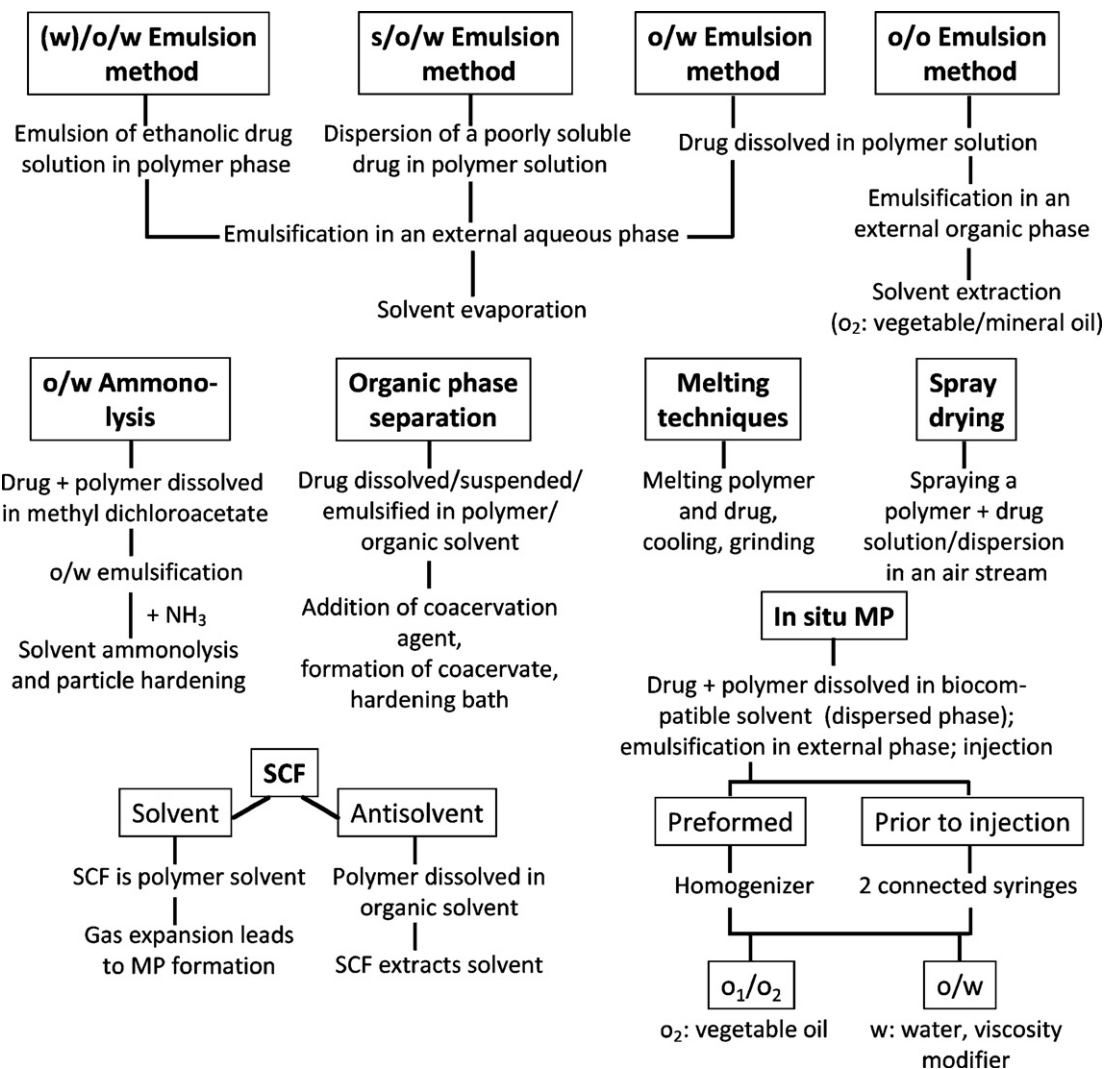 (w)/o/w Emulsion
method
s/o/w Emulsion
method
o/w Emulsion
method
o/o Emulsion
method
Emulsion of ethanolic drug
solution in polymer phase
Dispersion of a poorly soluble
drug in polymer solution
Drug dissolved in polymer solution
Emulsification in an external aqueous phase
Solvent evaporation
Emulsification in an
external organic phase
Solvent extraction
(o₂: vegetable/mineral oil)
o/w Ammono-
lysis
Drug + polymer dissolved
in methyl dichloroacetate
o/w emulsification
+ NH₃
Solvent ammonolysis
and particle hardening
Organic phase
separation
Drug dissolved/suspended/
emulsified in polymer/
organic solvent
Addition of coacervation
agent,
formation of coacervate,
hardening bath
Melting
techniques
Melting polymer
and drug,
cooling, grinding
Spray
drying
Spraying a
polymer + drug
solution/dispersion
in an air stream
SCF
Solvent
Antisolvent
SCF is polymer solvent
Gas expansion leads
to MP formation
Polymer dissolved in
organic solvent
SCF extracts solvent
In situ MP
Drug + polymer dissolved in biocom-
patible solvent (dispersed phase);
emulsification in external phase; injection
Preformed
Prior to injection
Homogenizer
2 connected syringes
o₁/o₂
o/w
o₂: vegetable oil
w: water, viscosity
modifier